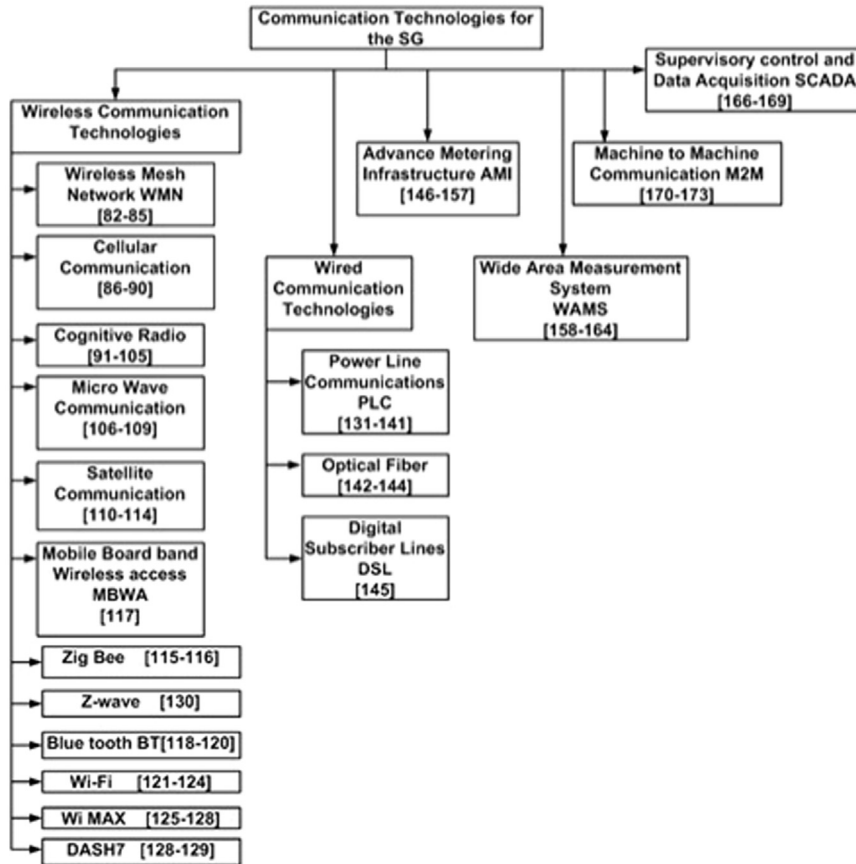 Communication Technologies for
the SG
Supervisory control and
Data Acquisition SCADA
[166-169]
Wireless Communication
Technologies
Advance Metering
Infrastructure AMI
[146-157]
Machine to Machine
Communication M2M
[170-173]
Wireless Mesh
Network WMN
[82-85]
Cellular
Communication
[86-90]
Cognitive Radio
[91-105]
Micro Wave
Communication
[106-109]
Satellite
Communication
[110-114]
Mobile Board band
Wireless access
MBWA
[117]
Zig Bee [115-116]
Z-wave [130]
Blue tooth BT[118-120]
Wi-Fi [121-124]
Wi MAX [125-128]
DASH7 [128-129]
Wired
Communication
Technologies
Power Line
Communications
PLC
[131-141]
Optical Fiber
[142-144]
Digital
Subscriber Lines
DSL
[145]
Wide Area Measurement
System
WAMS
[158-164]